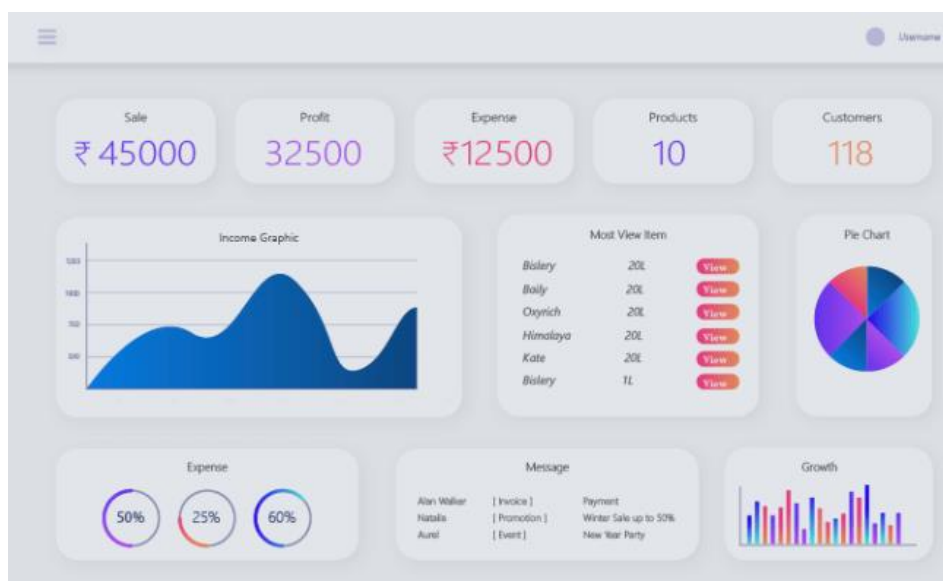 Username
Sale
₹ 45000
Profit
32500
Expense
₹12500
Products
10
Customers
118
Income Graphic
Most View Item
Bislery 20L View
Baily 20L View
Oxyrich 20L View
Himalaya 20L View
Kate 20L View
Bislery 1L View
Pie Chart
Expense
50%
25%
60%
Message
Alan Walker [ Invoice ] Payment
Natalia [ Promotion ] Winter Sale up to 50%
Aurel [ Event ] New Year Party
Growth